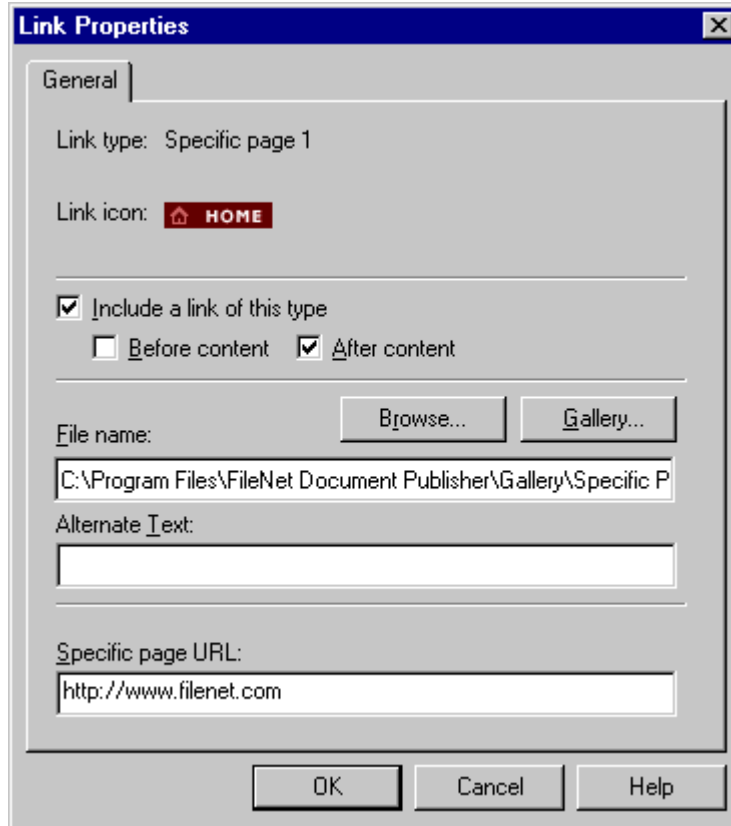 Link Properties
General
Link type: Specific page 1
Link icon: HOME
Include a link of this type
Before content After content
Browse... Gallery...
File name:
C:\Program Files\FileNet Document Publisher\Gallery\Specific P
Alternate Text:
Specific page URL:
http://www.filenet.com
OK Cancel Help